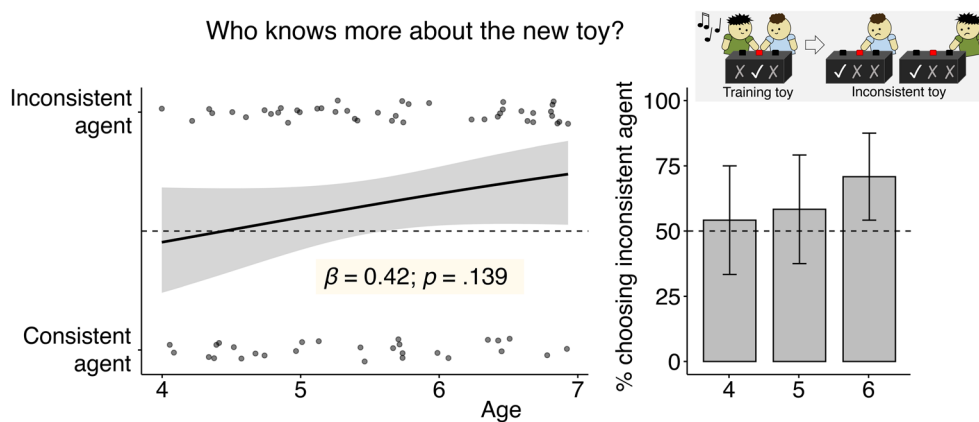 Who knows more about the new toy?
Training toy
Inconsistent toy
Inconsistent
agent
Consistent
agent
β = 0.42; p = .139
4
5
6
7
Age
% choosing inconsistent agent
100
75
50
25
0
4
5
6